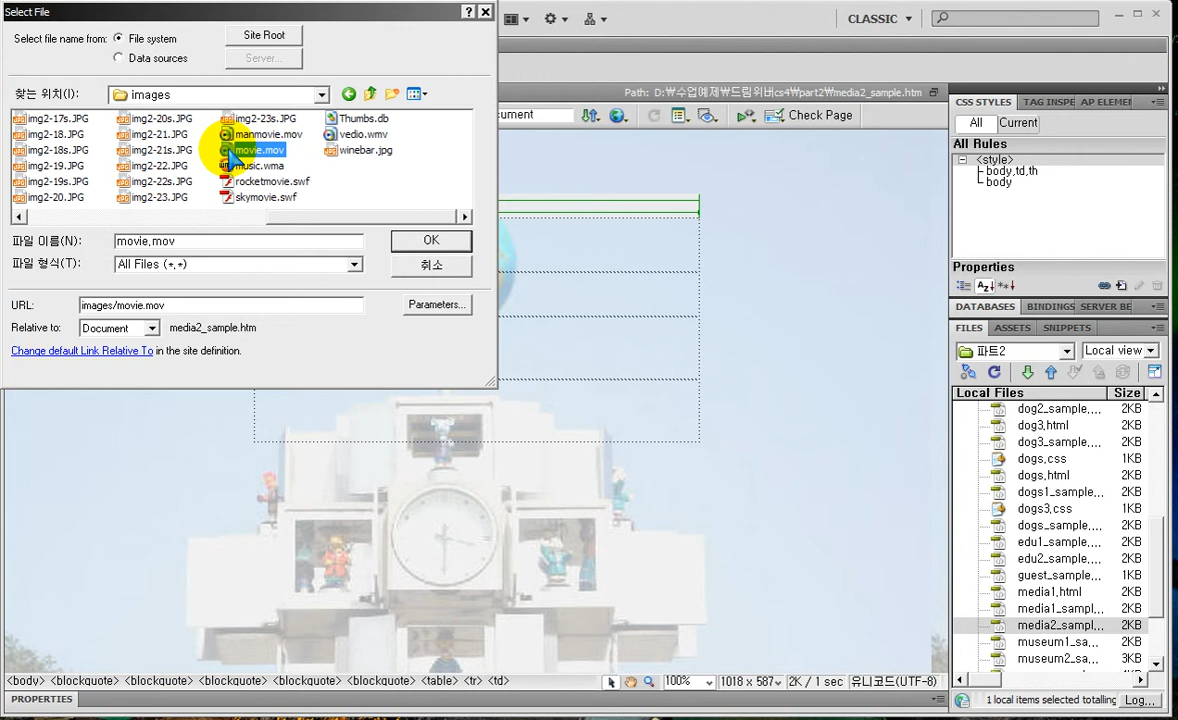 Select File
Select file name from:
File system
Site Root
Data sources
Server...
찾는 위치(I):
images
img2-17s.JPG
img2-18.JPG
img2-18s.JPG
img2-19.JPG
img2-19s.JPG
img2-20.JPG
img2-20s.JPG
img2-21.JPG
img2-21s.JPG
img2-22.JPG
img2-22s.JPG
img2-23.JPG
img2-23s.JPG
manmovie.mov
movie.mov
music.wma
rocketmovie.swf
skymovie.swf
Thumbs.db
vedio.wmv
winebar.jpg
파일 이름(N):
movie.mov
OK
파일 형식(T):
All Files (*.*)
취소
URL:
images/movie.mov
Parameters...
Relative to:
Document
media2_sample.htm
Change default Link Relative To in the site definition.
CLASSIC
Path: D:₩수업예제₩드림위버cs4₩part2₩media2_sample.htm
cument
Check Page
<body> <blockquote> <blockquote> <blockquote> <blockquote> <table> <tr> <td>
100%
1018 x 587
2K / 1 sec
유니코드(UTF-8)
PROPERTIES
CSS STYLES
TAG INSPE
AP ELEMEN
All
Current
All Rules
<style>
body,td,th
body
Properties
DATABASES
BINDINGS
SERVER BE
FILES
ASSETS
SNIPPETS
파트2
Local view
Local Files
Size
dog2_sample,... 2KB
dog3,html 2KB
dog3_sample,... 2KB
dogs,css 1KB
dogs,html 2KB
dogs1_sample... 2KB
dogs3,css 1KB
dogs_sample,... 2KB
edu1_sample,... 2KB
edu2_sample,... 2KB
guest_sample,... 1KB
media1,html 2KB
media1_sampl... 2KB
media2_sampl... 2KB
museum1_sa... 2KB
museum2_sa... 3KB
1 local items selected totalling
Log...